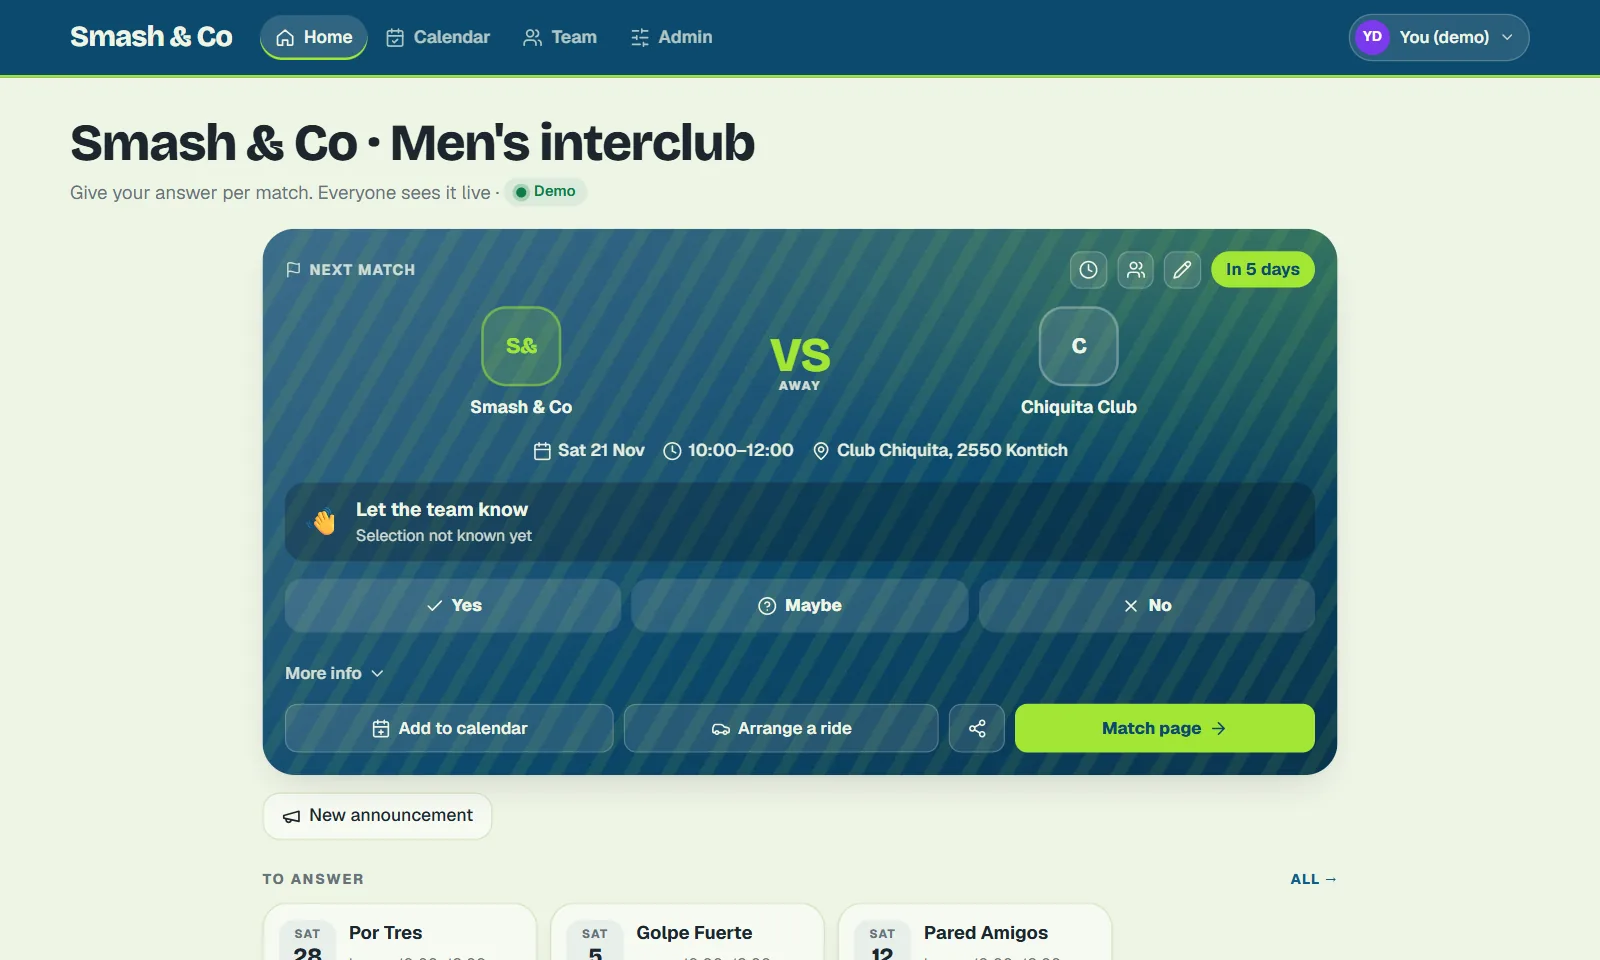 Smash & Co
Home
Calendar
Team
Admin
YD
You (demo)
Smash & Co · Men's interclub
Give your answer per match. Everyone sees it live ·
Demo
NEXT MATCH
In 5 days
S&
VS
AWAY
C
Smash & Co
Chiquita Club
Sat 21 Nov
10:00–12:00
Club Chiquita, 2550 Kontich
Let the team know
Selection not known yet
Yes
Maybe
No
More info
Add to calendar
Arrange a ride
Match page →
New announcement
TO ANSWER
ALL →
SAT
28
Por Tres
SAT
5
Golpe Fuerte
SAT
12
Pared Amigos